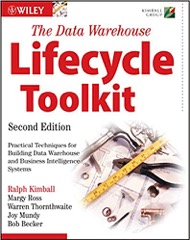 WILEY
KIMBALL GROUP
The Data Warehouse
Lifecycle
Toolkit
Second Edition
Practical Techniques for
Building Data Warehouse
and Business Intelligence
Systems
Ralph Kimball
Margy Ross
Warren Thornthwaite
Joy Mundy
Bob Becker